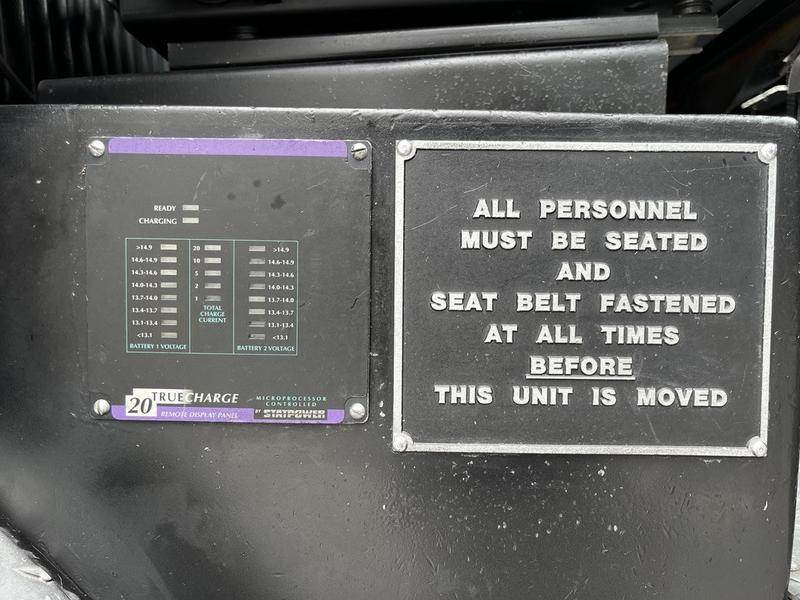 READY
CHARGING
>14.9 20 >14.9
14.6-14.9 10 14.6-14.9
14.3-14.6 5 14.3-14.6
14.0-14.3 2 14.0-14.3
13.7-14.0 1 13.7-14.0
13.4-13.7 TOTAL 13.4-13.7
13.1-13.4 CHARGE 13.1-13.4
<13.1 CURRENT <13.1
BATTERY 1 VOLTAGE BATTERY 2 VOLTAGE
20 TRUECHARGE
REMOTE DISPLAY PANEL
MICROPROCESSOR
CONTROLLED
BY STATPOWER
ALL PERSONNEL
MUST BE SEATED
AND
SEAT BELT FASTENED
AT ALL TIMES
BEFORE
THIS UNIT IS MOVED